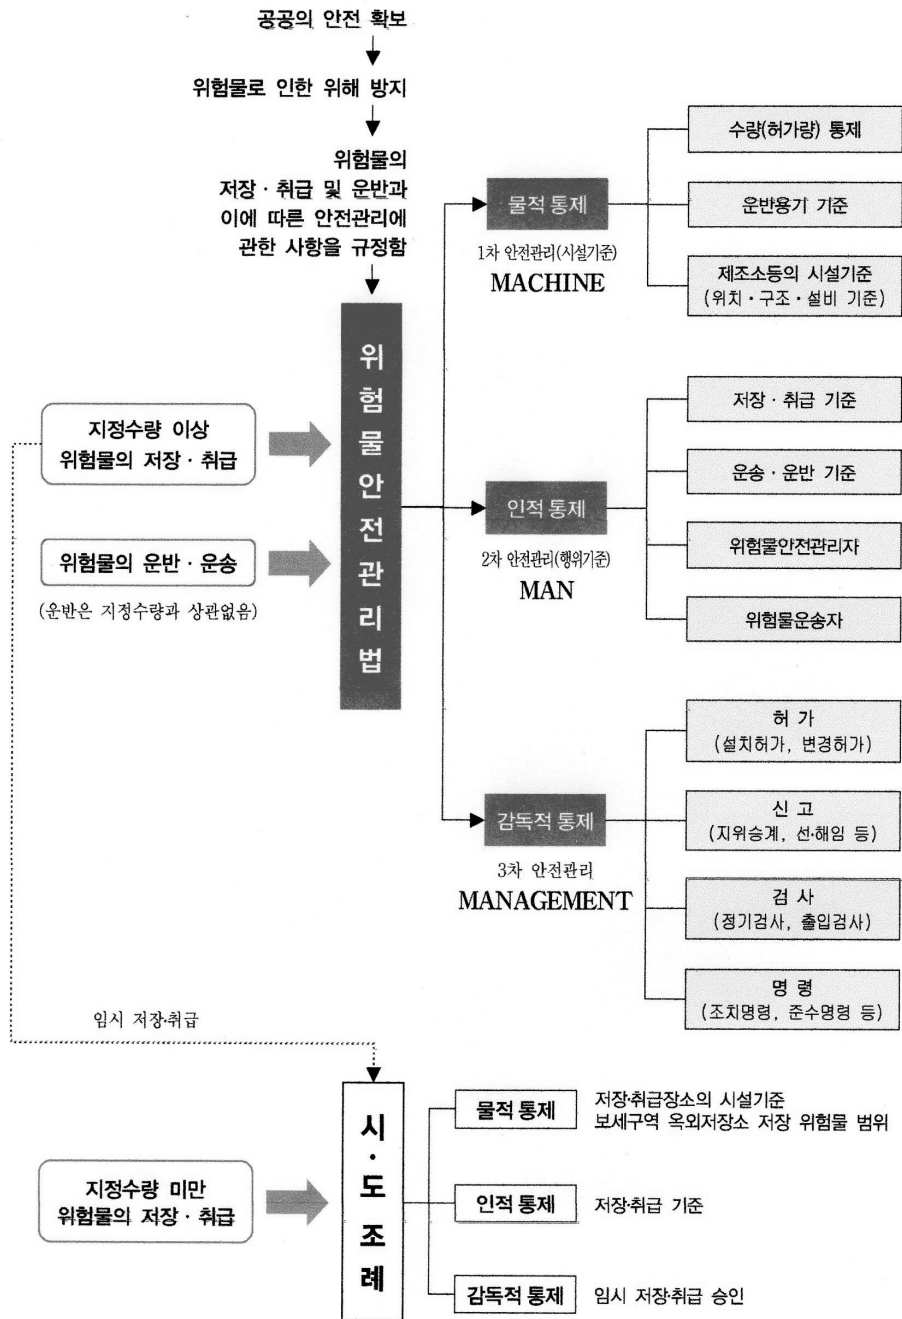 공공의 안전 확보
위험물로 인한 위해 방지
위험물의
저장 · 취급 및 운반과
이에 따른 안전관리에
관한 사항을 규정함
위험물안전관리법
지정수량 이상
위험물의 저장 · 취급
위험물의 운반 · 운송
(운반은 지정수량과 상관없음)
물적 통제
1차 안전관리(시설기준)
MACHINE
수량(허가량) 통제
운반용기 기준
제조소등의 시설기준
(위치 · 구조 · 설비 기준)
인적 통제
2차 안전관리(행위기준)
MAN
저장 · 취급 기준
운송 · 운반 기준
위험물안전관리자
위험물운송자
감독적 통제
3차 안전관리
MANAGEMENT
허 가
(설치허가, 변경허가)
신 고
(지위승계, 선·해임 등)
검 사
(정기검사, 출입검사)
명 령
(조치명령, 준수명령 등)
임시 저장·취급
지정수량 미만
위험물의 저장 · 취급
시·도 조례
물적 통제
저장·취급장소의 시설기준
보세구역 옥외저장소 저장 위험물 범위
인적 통제
저장·취급 기준
감독적 통제
임시 저장·취급 승인